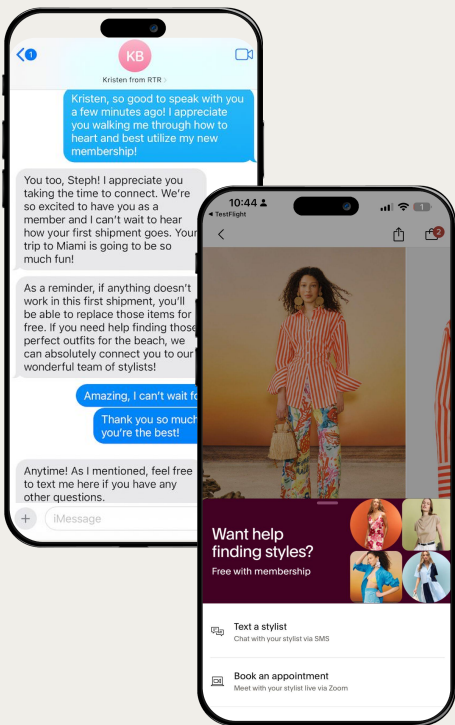 1
KB
Kristen from RTR
Kristen, so good to speak with you
a few minutes ago! I appreciate
you walking me through how to
heart and best utilize my new
membership!
You too, Steph! I appreciate you
taking the time to connect. We're
so excited to have you as a
member and I can't wait to hear
how your first shipment goes. Your
trip to Miami is going to be so
much fun!
As a reminder, if anything doesn't
work in this first shipment, you'll
be able to replace those items for
free. If you need help finding those
perfect outfits for the beach, we
can absolutely connect you to our
wonderful team of stylists!
Amazing, I can't wait fo
Thank you so much
you're the best!
Anytime! As I mentioned, feel free
to text me here if you have any
other questions.
iMessage
10:44
TestFlight
1
2
Want help
finding styles?
Free with membership
Text a stylist
Chat with your stylist via SMS
Book an appointment
Meet with your stylist live via Zoom